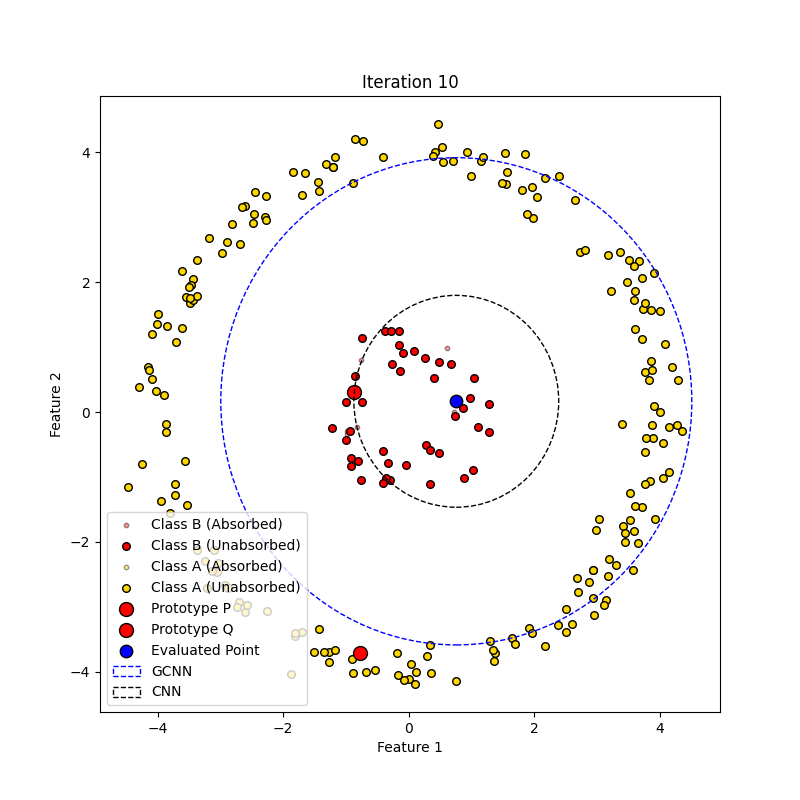 Iteration 10
4
2
0
−2
−4
Feature 2
Class B (Absorbed)
Class B (Unabsorbed)
Class A (Absorbed)
Class A (Unabsorbed)
Prototype P
Prototype Q
Evaluated Point
GCNN
CNN
−4 −2 0 2 4
Feature 1